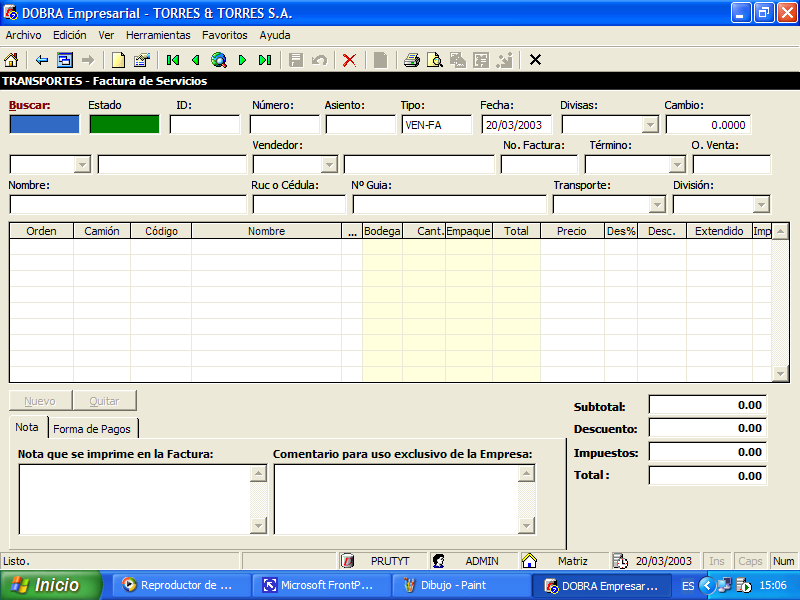 DOBRA Empresarial - TORRES & TORRES S.A.
Archivo Edición Ver Herramientas Favoritos Ayuda
TRANSPORTES - Factura de Servicios
Buscar: Estado ID: Número: Asiento: Tipo: Fecha: Divisas: Cambio:
VEN-FA 20/03/2003 0.0000
Vendedor: No. Factura: Término: O. Venta:
Nombre: Ruc o Cédula: Nº Guia: Transporte: División:
Orden Camión Código Nombre ... Bodega Cant. Empaque Total Precio Des% Desc. Extendido Imp
Nuevo Quitar
Subtotal: 0.00
Nota Forma de Pagos
Descuento: 0.00
Nota que se imprime en la Factura: Comentario para uso exclusivo de la Empresa:
Impuestos: 0.00
Total : 0.00
Listo. PRUTYT ADMIN Matriz 20/03/2003 Ins Caps Num
Inicio Reproductor de ... Microsoft FrontP... Dibujo - Paint DOBRA Empresar... ES 15:06